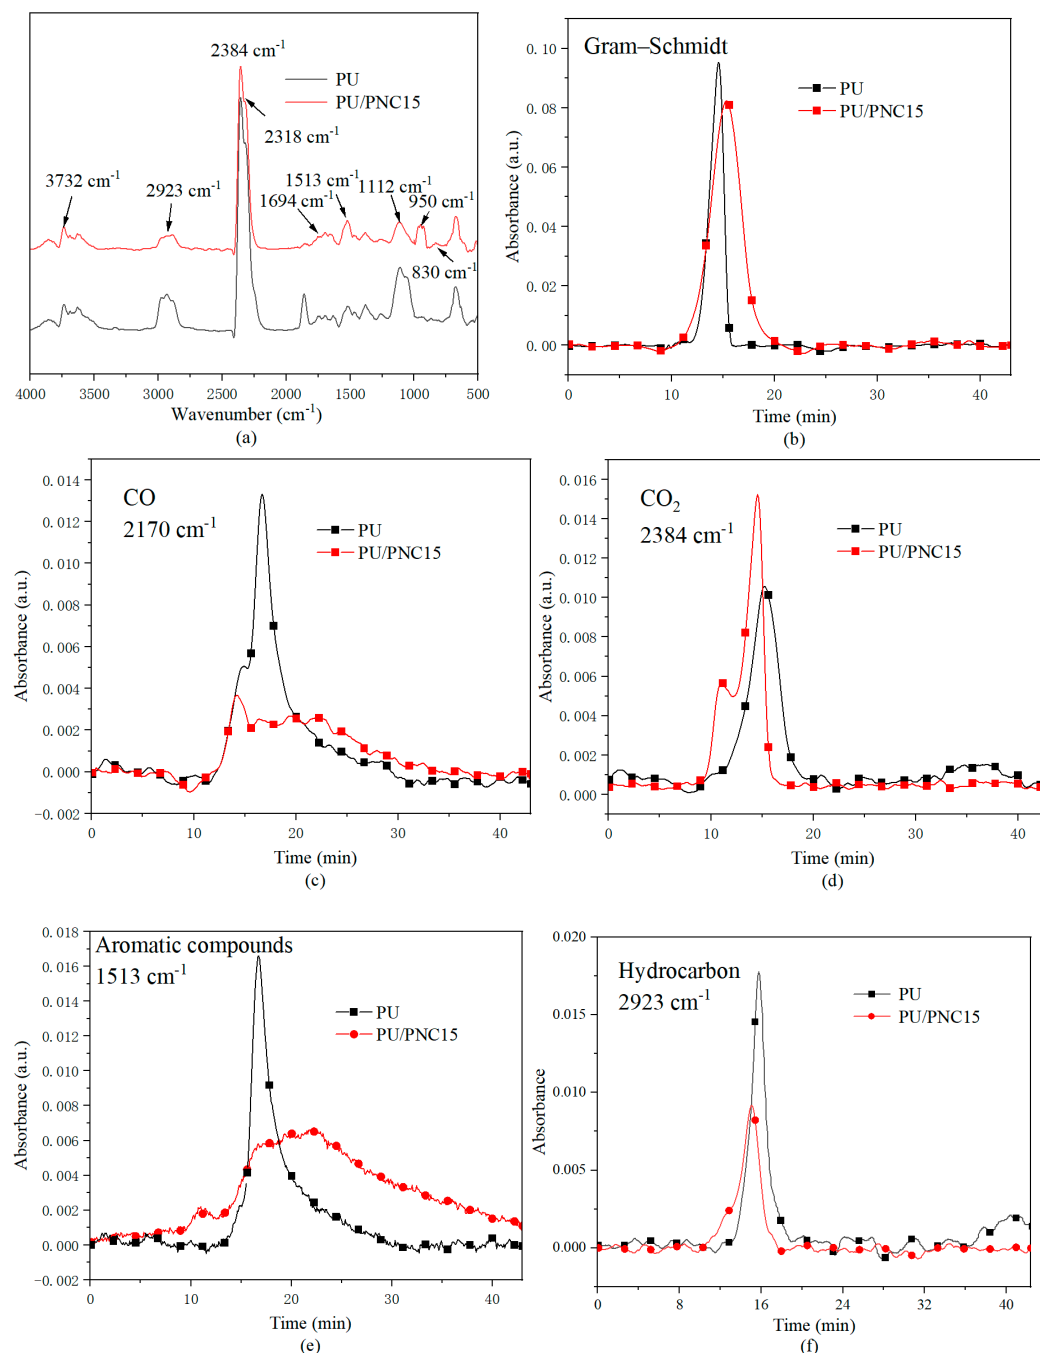 2384 cm-1
PU
PU/PNC15
2318 cm-1
3732 cm-1
2923 cm-1
1513 cm-1
1694 cm-1
1112 cm-1
950 cm-1
830 cm-1
4000 3500 3000 2500 2000 1500 1000 500
Wavenumber (cm-1)
(a)
Gram–Schmidt
PU
PU/PNC15
0.10
0.08
0.06
0.04
0.02
0.00
Absorbance (a.u.)
0 10 20 30 40
Time (min)
(b)
CO
2170 cm-1
PU
PU/PNC15
0.014
0.012
0.010
0.008
0.006
0.004
0.002
0.000
-0.002
Absorbance (a.u.)
0 10 20 30 40
Time (min)
(c)
CO2
2384 cm-1
PU
PU/PNC15
0.016
0.014
0.012
0.010
0.008
0.006
0.004
0.002
0.000
Absorbance (a.u.)
0 10 20 30 40
Time (min)
(d)
Aromatic compounds
1513 cm-1
PU
PU/PNC15
0.018
0.016
0.014
0.012
0.010
0.008
0.006
0.004
0.002
0.000
-0.002
Absorbance (a.u.)
0 10 20 30 40
Time (min)
(e)
Hydrocarbon
2923 cm-1
PU
PU/PNC15
0.020
0.015
0.010
0.005
0.000
Absorbance
0 8 16 24 32 40
Time (min)
(f)